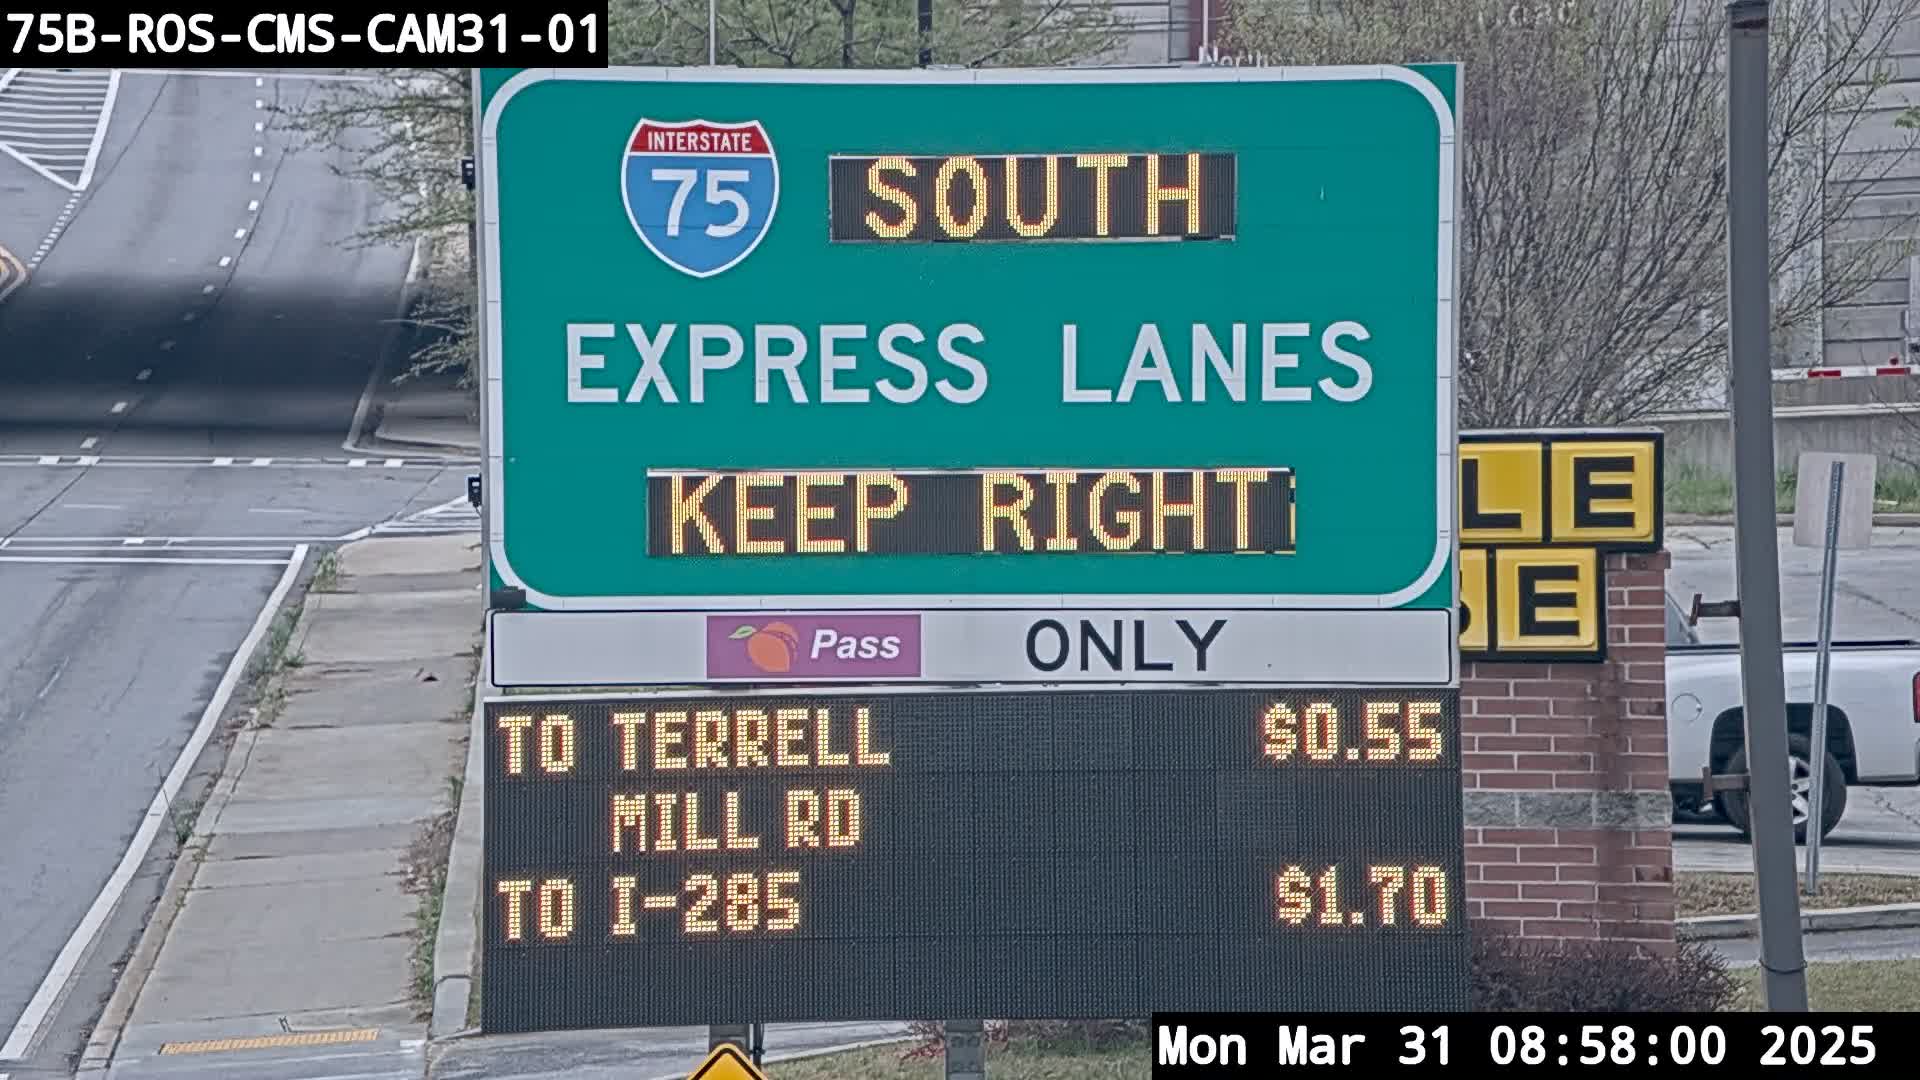 75B-ROS-CMS-CAM31-01
INTERSTATE
75
SOUTH
EXPRESS LANES
KEEP RIGHT
Pass ONLY
TO TERRELL $0.55
MILL RD
TO I-285 $1.70
LE
E
Mon Mar 31 08:58:00 2025